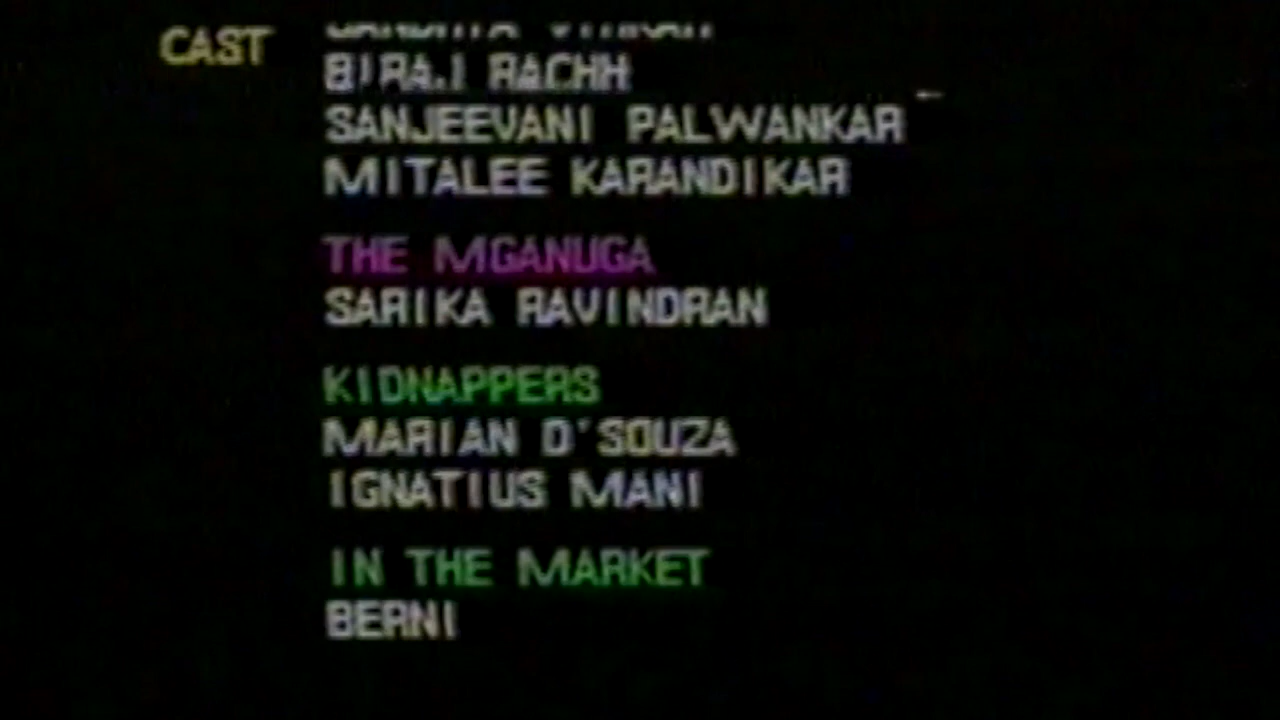 CAST
BIRAJ RACHH
SANJEEVANI PALWANKAR
MITALEE KARANDIKAR
THE MGANUGA
SARIKA RAVINDRAN
KIDNAPPERS
MARIAN D'SOUZA
IGNATIUS MANI
IN THE MARKET
BERNI